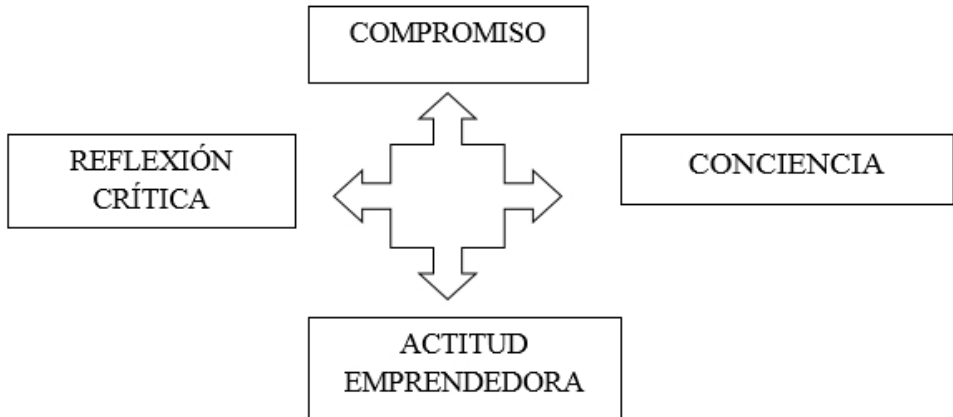 COMPROMISO
REFLEXIÓN
CRÍTICA
CONCIENCIA
ACTITUD
EMPRENDEDORA